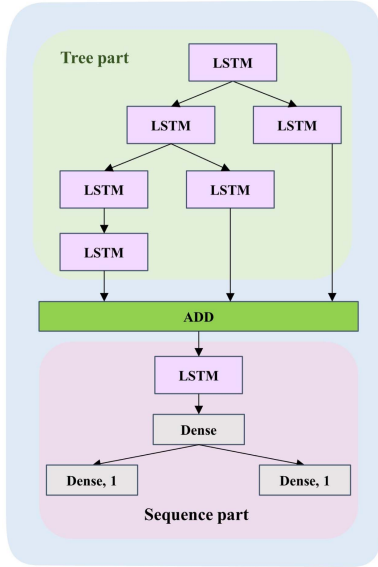 Tree part
LSTM
LSTM
LSTM
LSTM
LSTM
LSTM
ADD
LSTM
Dense
Dense, 1
Dense, 1
Sequence part